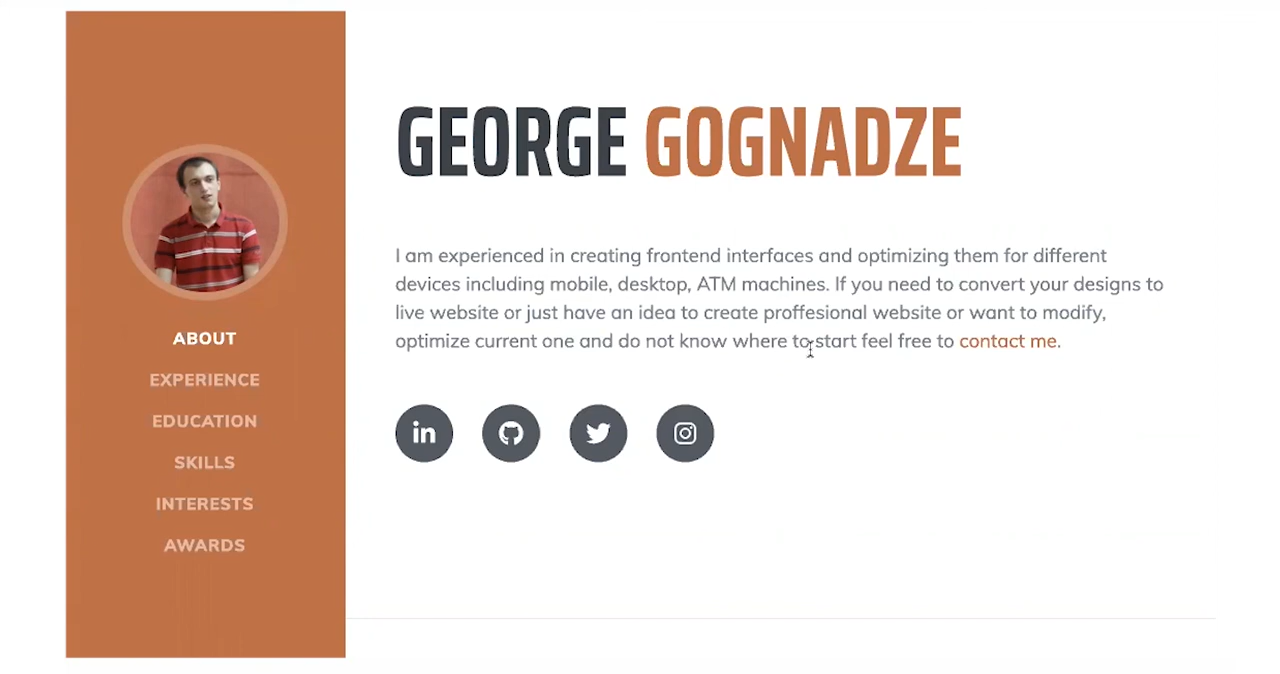 GEORGE GOGNADZE
I am experienced in creating frontend interfaces and optimizing them for different
devices including mobile, desktop, ATM machines. If you need to convert your designs to
live website or just have an idea to create proffesional website or want to modify,
optimize current one and do not know where to start feel free to contact me.
ABOUT
EXPERIENCE
EDUCATION
SKILLS
INTERESTS
AWARDS
in